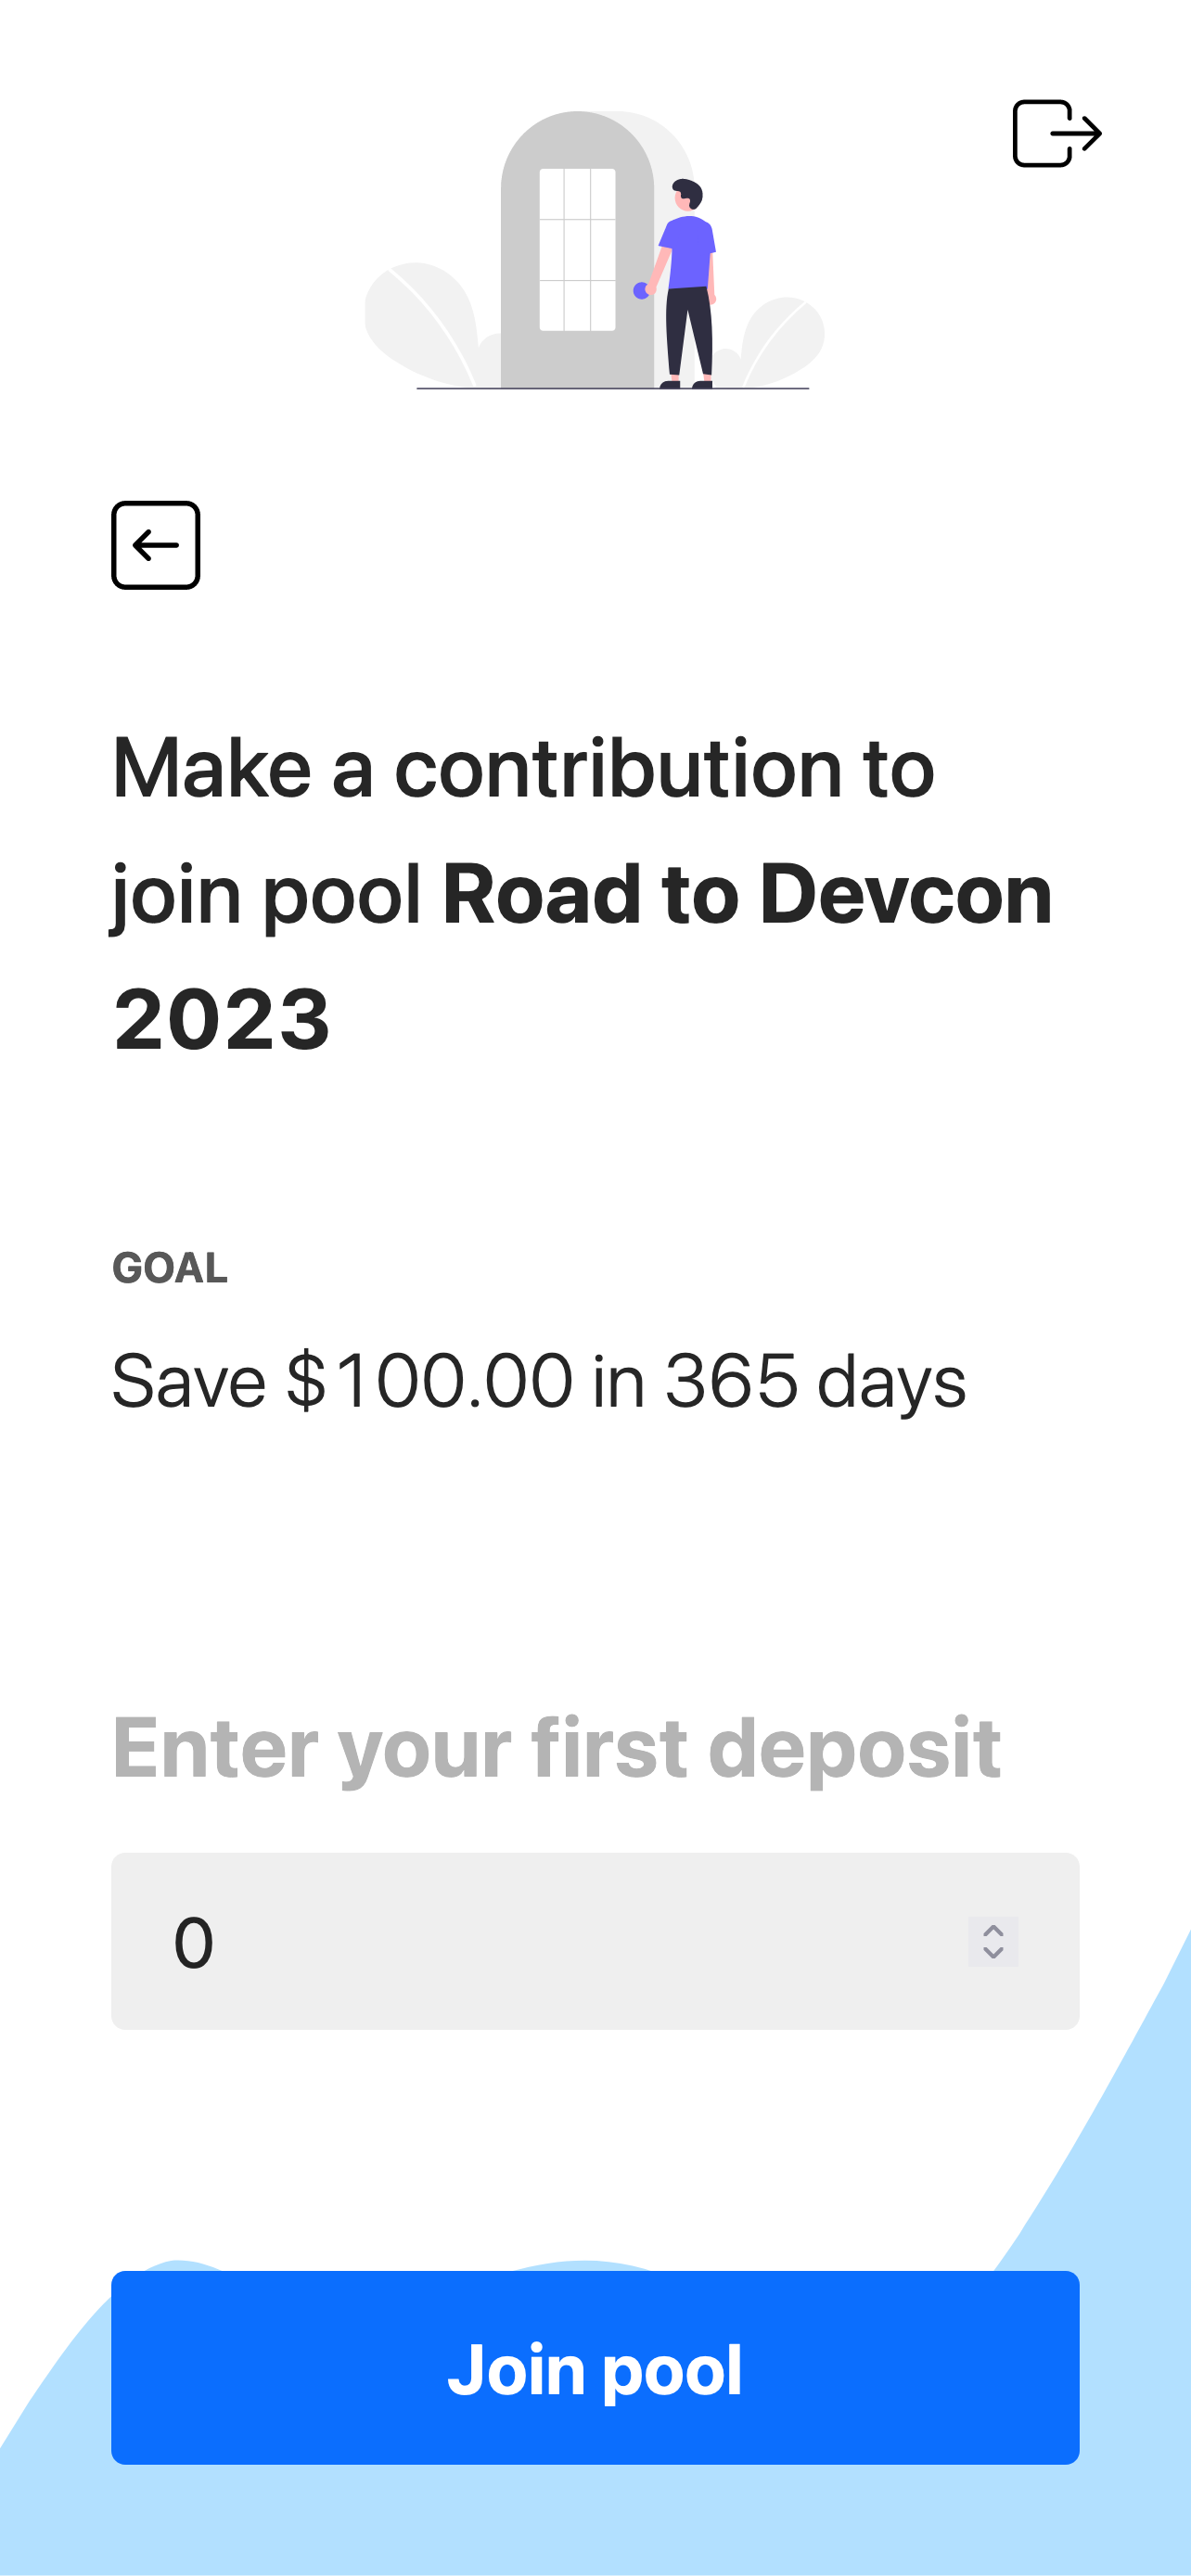 Make a contribution to
join pool Road to Devcon
2023
GOAL
Save $100.00 in 365 days
Enter your first deposit
0
Join pool